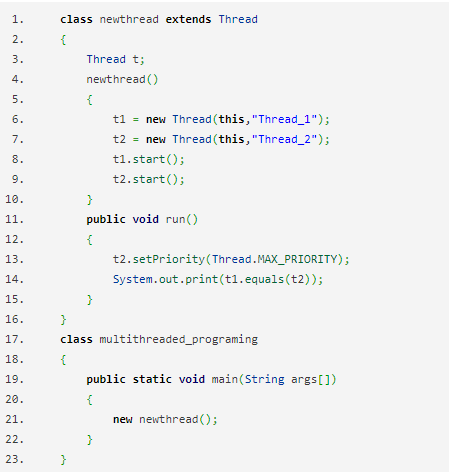 1. class newthread extends Thread
2. {
3. Thread t;
4. newthread()
5. {
6. t1 = new Thread(this,"Thread_1");
7. t2 = new Thread(this,"Thread_2");
8. t1.start();
9. t2.start();
10. }
11. public void run()
12. {
13. t2.setPriority(Thread.MAX_PRIORITY);
14. System.out.print(t1.equals(t2));
15. }
16. }
17. class multithreaded_programing
18. {
19. public static void main(String args[])
20. {
21. new newthread();
22. }
23. }